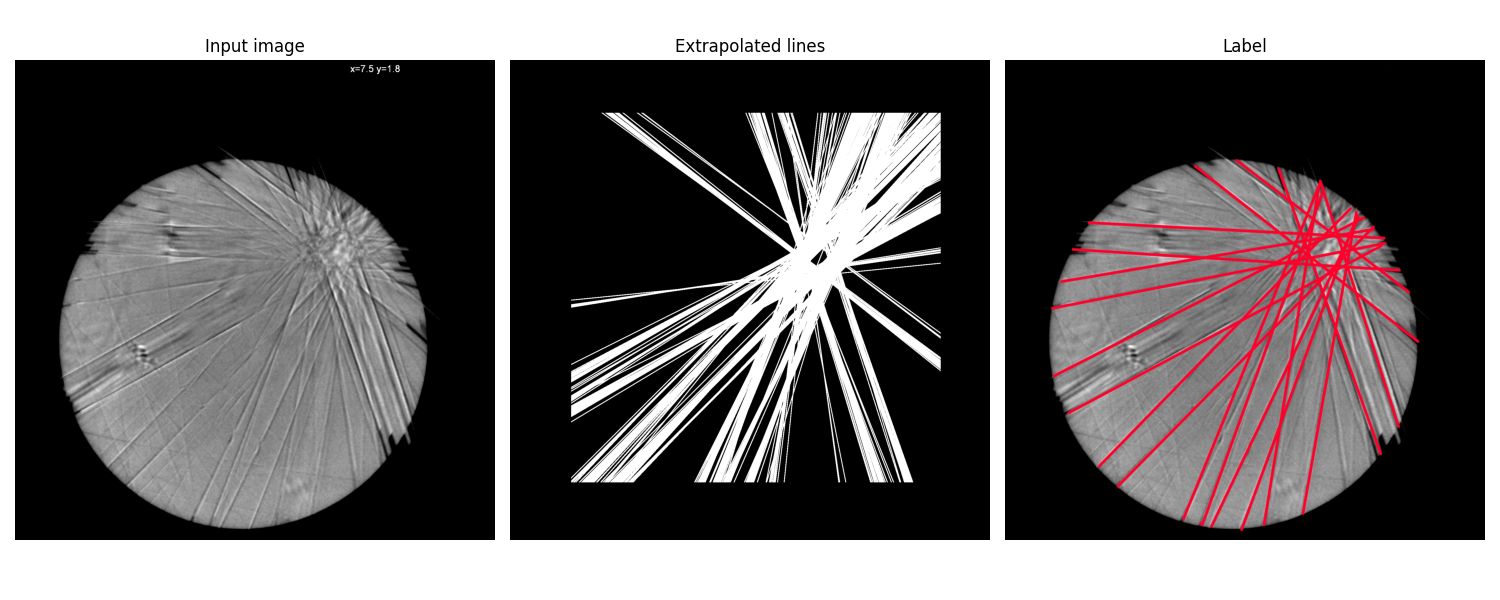 Input image
Extrapolated lines
Label
x=7.5 y=1.8